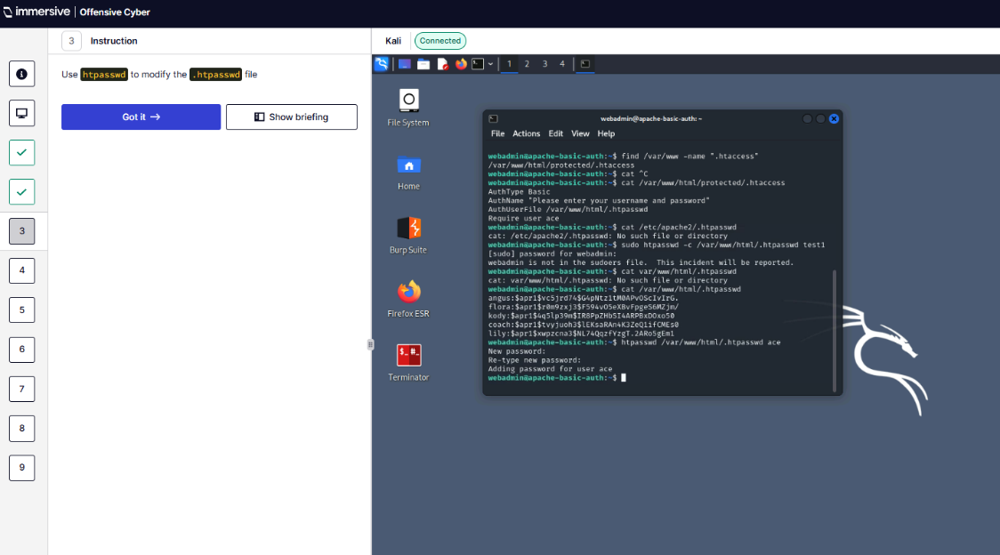 immersive | Offensive Cyber
3 Instruction
Use htpasswd to modify the .htpasswd file
Got it →
Show briefing
3
4
5
6
7
8
9
Kali Connected
1 2 3 4
File System
Home
Burp Suite
Firefox ESR
Terminator
webadmin@apache-basic-auth: ~
File Actions Edit View Help
webadmin@apache-basic-auth:~$ find /var/www -name ".htaccess"
/var/www/html/protected/.htaccess
webadmin@apache-basic-auth:~$ cat ^C
webadmin@apache-basic-auth:~$ cat /var/www/html/protected/.htaccess
AuthType Basic
AuthName "Please enter your username and password"
AuthUserFile /var/www/html/.htpasswd
Require user ace
webadmin@apache-basic-auth:~$ cat /etc/apache2/.htpasswd
cat: /etc/apache2/.htpasswd: No such file or directory
webadmin@apache-basic-auth:~$ sudo htpasswd -c /var/www/html/.htpasswd test1
[sudo] password for webadmin:
webadmin is not in the sudoers file.  This incident will be reported.
webadmin@apache-basic-auth:~$ cat var/www/html/.htpasswd
cat: var/www/html/.htpasswd: No such file or directory
webadmin@apache-basic-auth:~$ cat /var/www/html/.htpasswd
angus:$apr1$vc5jrd74$G4pNtz1tM0APvOScIvIrG.
flora:$apr1$r0m9zxj3$F594vO5eXBvFpgeS6MZjm/
kody:$apr1$4q5lp39m$IR8PpZHb5I4ARPBxDOxo50
coach:$apr1$tvyjuoh3$lEKsaRAn4K3ZeQ1ifCMEs0
lily:$apr1$xwpzcna3$NL74QqzfYzgT.2ARo5gEm1
webadmin@apache-basic-auth:~$ htpasswd /var/www/html/.htpasswd ace
New password:
Re-type new password:
Adding password for user ace
webadmin@apache-basic-auth:~$